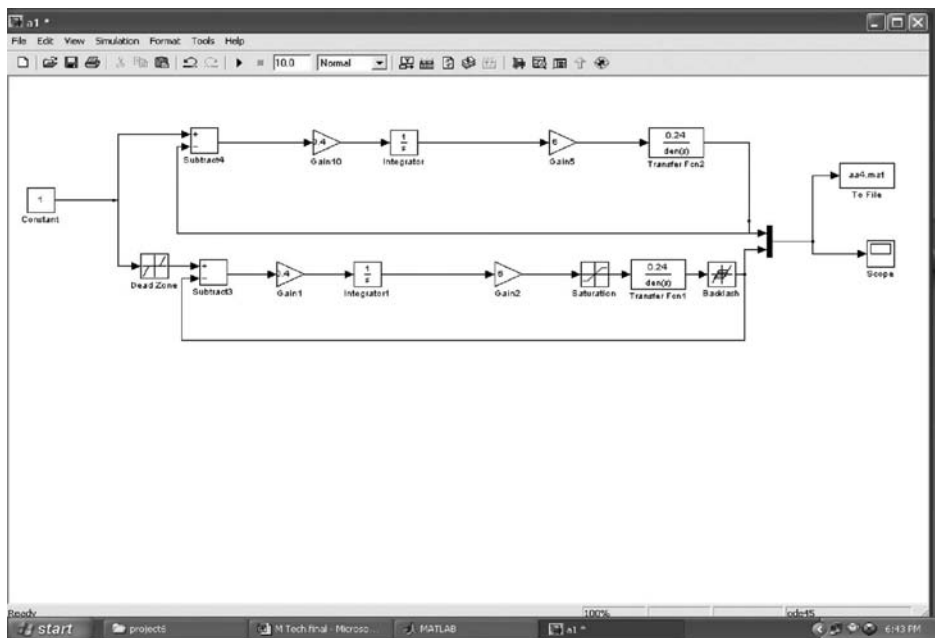 a1 *
File Edit View Simulation Format Tools Help
10.0 Normal
+
−
Subtract4
0.4
Gain10
1
s
Integrator
6
Gain5
0.24
den(s)
Transfer Fcn2
1
Constant
aa4.mat
To File
Scope
Dead Zone
+
−
Subtract3
0.4
Gain1
1
s
Integrator1
6
Gain2
Saturation
0.24
den(s)
Transfer Fcn1
Backlash
Ready 100% ode45
start project6 M Tech final - Microso... MATLAB a1 * 6:43 PM